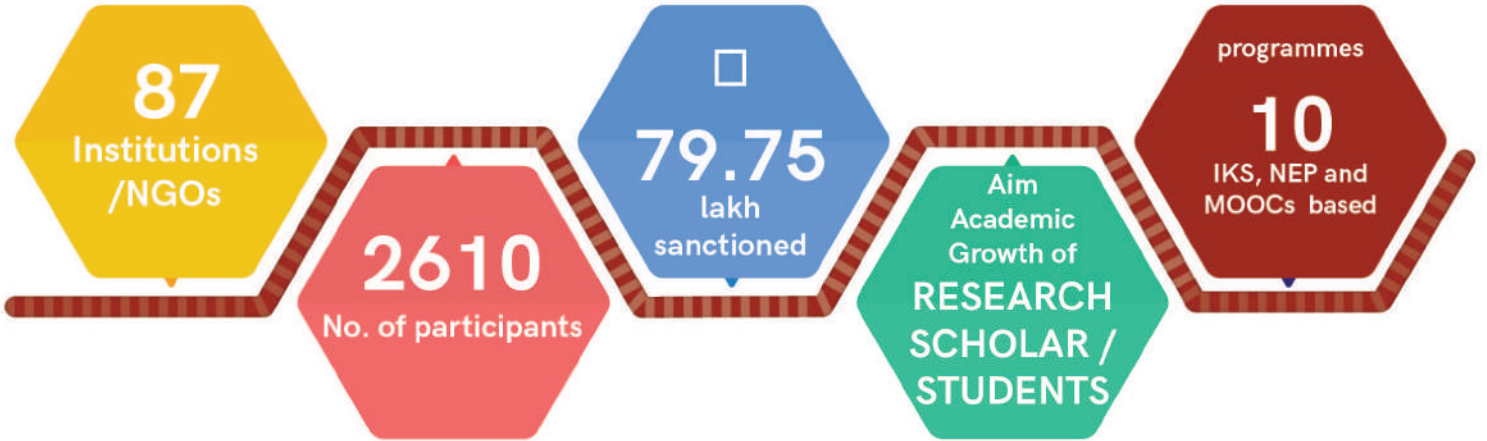 87
Institutions
/NGOs
2610
No. of participants
79.75
lakh
sanctioned
Aim
Academic
Growth of
RESEARCH
SCHOLAR /
STUDENTS
programmes
10
IKS, NEP and
MOOCs based